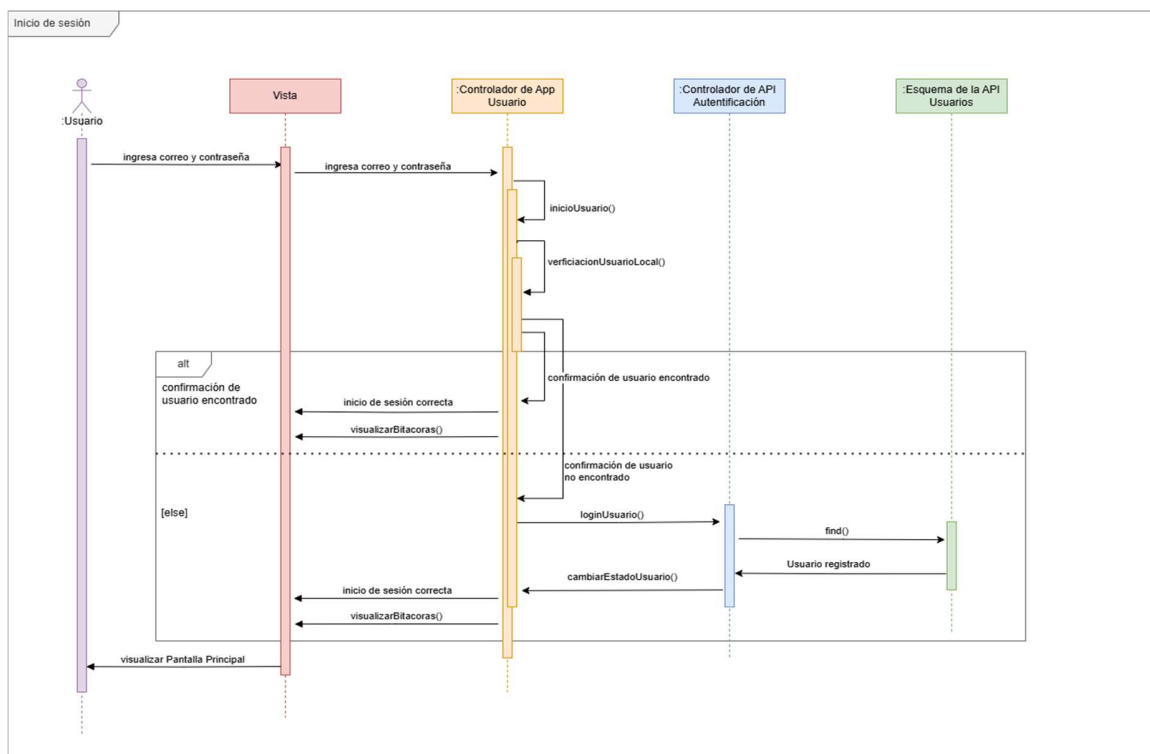 Inicio de sesión
:Usuario
Vista
:Controlador de App
Usuario
:Controlador de API
Autentificación
:Esquema de la API
Usuarios
ingresa correo y contraseña
ingresa correo y contraseña
inicioUsuario()
verficiacionUsuarioLocal()
alt
confirmación de
usuario encontrado
confirmación de usuario encontrado
inicio de sesión correcta
visualizarBitacoras()
confirmación de usuario
no encontrado
[else]
loginUsuario()
find()
Usuario registrado
cambiarEstadoUsuario()
inicio de sesión correcta
visualizarBitacoras()
visualizar Pantalla Principal